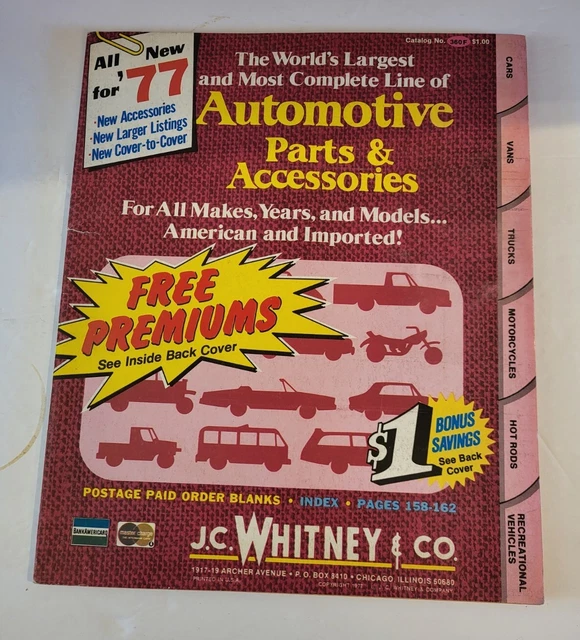 Catalog No. 360F $1.00
All New
for '77
·New Accessories
·New Larger Listings
·New Cover-to-Cover
The World's Largest
and Most Complete Line of
Automotive
Parts &
Accessories
For All Makes, Years, and Models...
American and Imported!
FREE
PREMIUMS
See Inside Back Cover
$1
BONUS
SAVINGS
See Back
Cover
POSTAGE PAID ORDER BLANKS • INDEX • PAGES 158-162
BANKAMERICARD
master charge
J.C. WHITNEY & CO.
1917-19 ARCHER AVENUE • P. O. BOX 8410 • CHICAGO, ILLINOIS 60680
PRINTED IN U.S.A.
COPYRIGHT J. C. WHITNEY & COMPANY
CARS
VANS
TRUCKS
MOTORCYCLES
HOT RODS
RECREATIONAL
VEHICLES